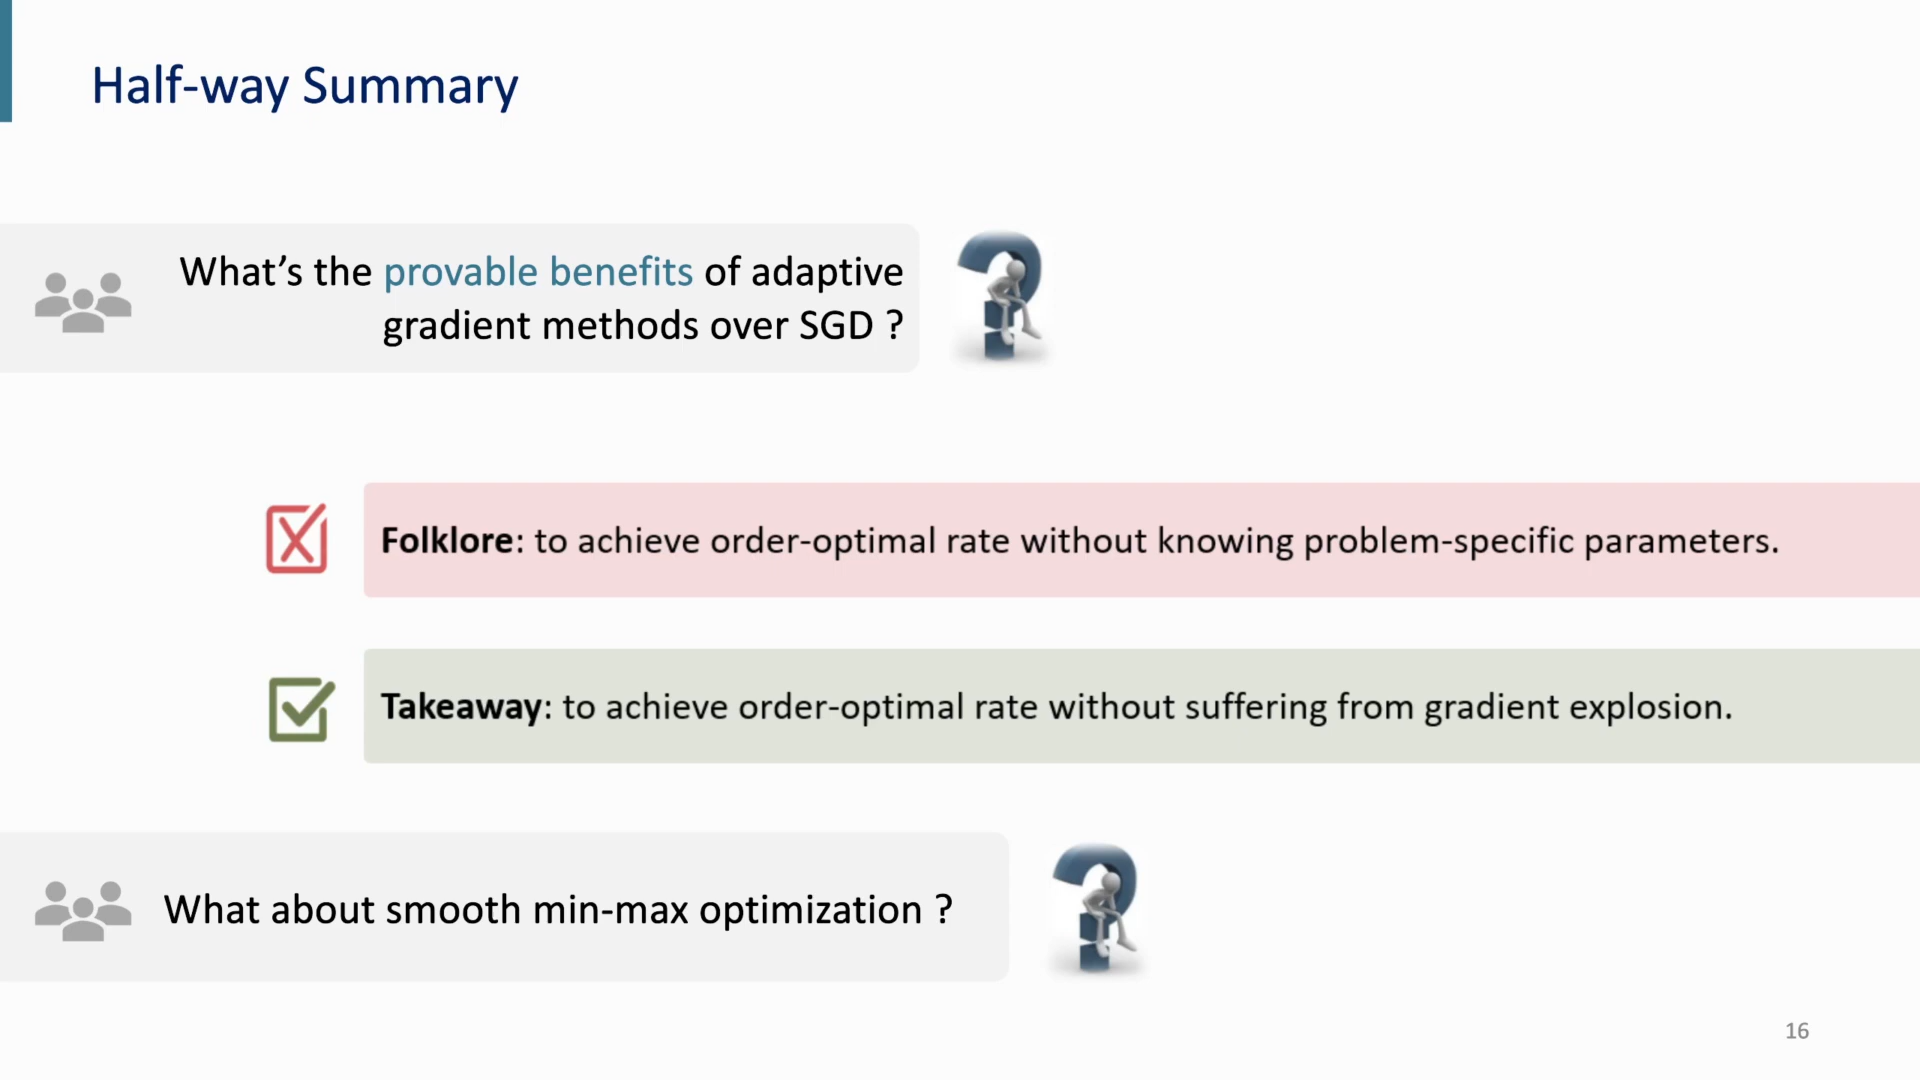 Half-way Summary
What's the provable benefits of adaptive
gradient methods over SGD ?
Folklore: to achieve order-optimal rate without knowing problem-specific parameters.
Takeaway: to achieve order-optimal rate without suffering from gradient explosion.
What about smooth min-max optimization ?
16